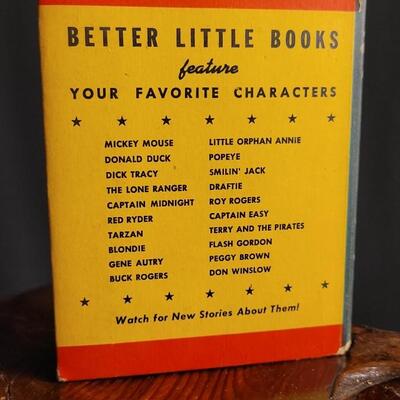 BETTER LITTLE BOOKS
feature
YOUR FAVORITE CHARACTERS
MICKEY MOUSE
DONALD DUCK
DICK TRACY
THE LONE RANGER
CAPTAIN MIDNIGHT
RED RYDER
TARZAN
BLONDIE
GENE AUTRY
BUCK ROGERS
LITTLE ORPHAN ANNIE
POPEYE
SMILIN' JACK
DRAFTIE
ROY ROGERS
CAPTAIN EASY
TERRY AND THE PIRATES
FLASH GORDON
PEGGY BROWN
DON WINSLOW
Watch for New Stories About Them!